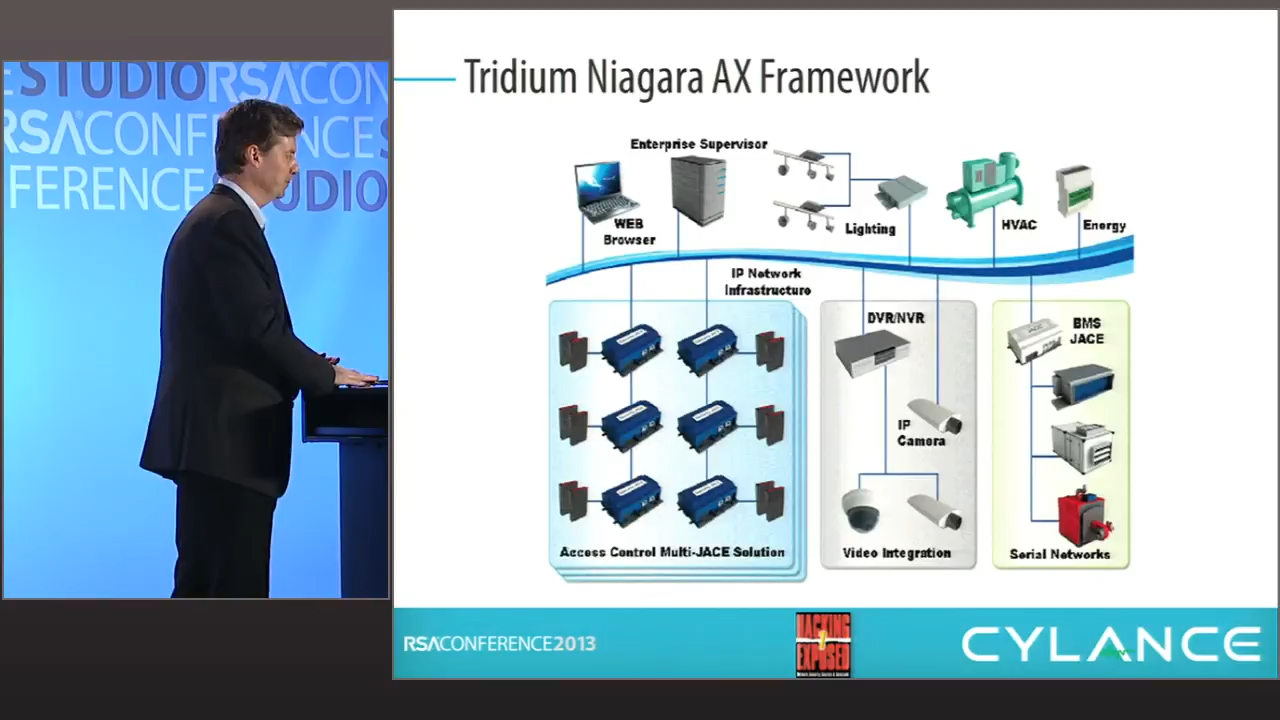 ESTUDIORSACON
RSACONFERENCES
FERENCESTUDIO
Tridium Niagara AX Framework
Enterprise Supervisor
WEB
Browser
Lighting
HVAC
Energy
IP Network
Infrastructure
DVR/NVR
BMS
JACE
IP
Camera
Access Control Multi-JACE Solution
Video Integration
Serial Networks
RSACONFERENCE2013
HACKING
EXPOSED
CYLANCE